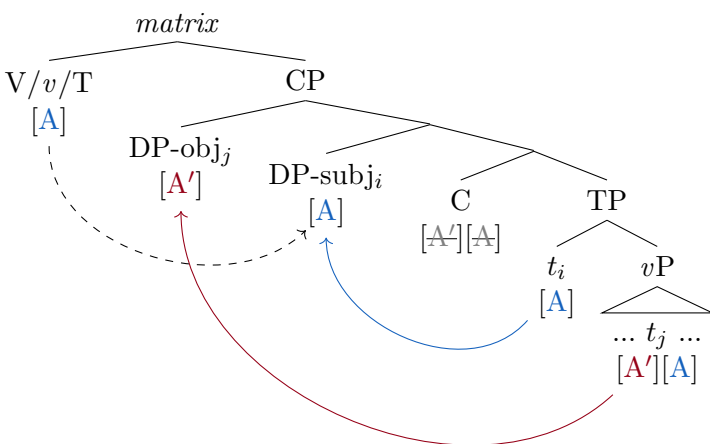 matrix
V/v/T
[A]
CP
DP-obj_j
[A′]
DP-subj_i
[A]
C
[A′][A]
TP
t_i
[A]
vP
... t_j ...
[A′][A]